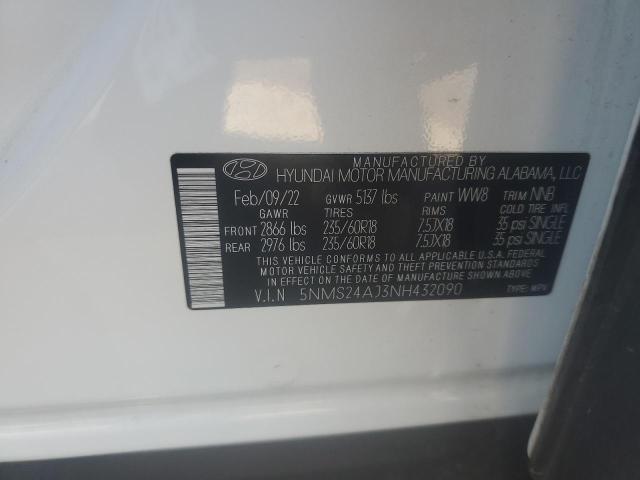 MANUFACTURED BY
HYUNDAI MOTOR MANUFACTURING ALABAMA, LLC
Feb/09/22 GVWR 5137 lbs PAINT WW8 TRIM NNB
GAWR TIRES RIMS COLD TIRE INFL
FRONT 2866 lbs 235/60R18 7.5JX18 35 psi SINGLE
REAR 2976 lbs 235/60R18 7.5JX18 35 psi SINGLE
THIS VEHICLE CONFORMS TO ALL APPLICABLE U.S.A FEDERAL
MOTOR VEHICLE SAFETY, BUMPER AND THEFT PREVENTION STANDARDS
IN EFFECT ON THE DATE OF MANUFACTURE SHOWN ABOVE.
V.I.N 5NMS24AJ3NH432090 TYPE: MPV